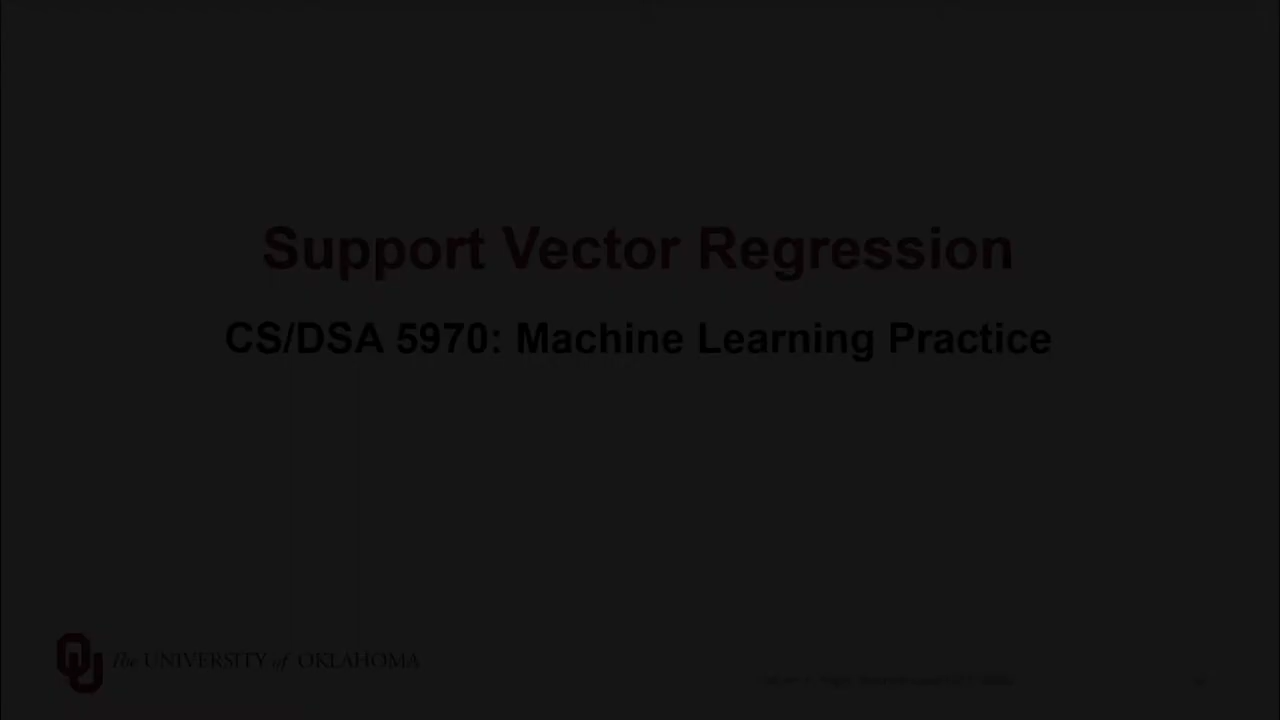 Support Vector Regression
CS/DSA 5970: Machine Learning Practice
The UNIVERSITY of OKLAHOMA